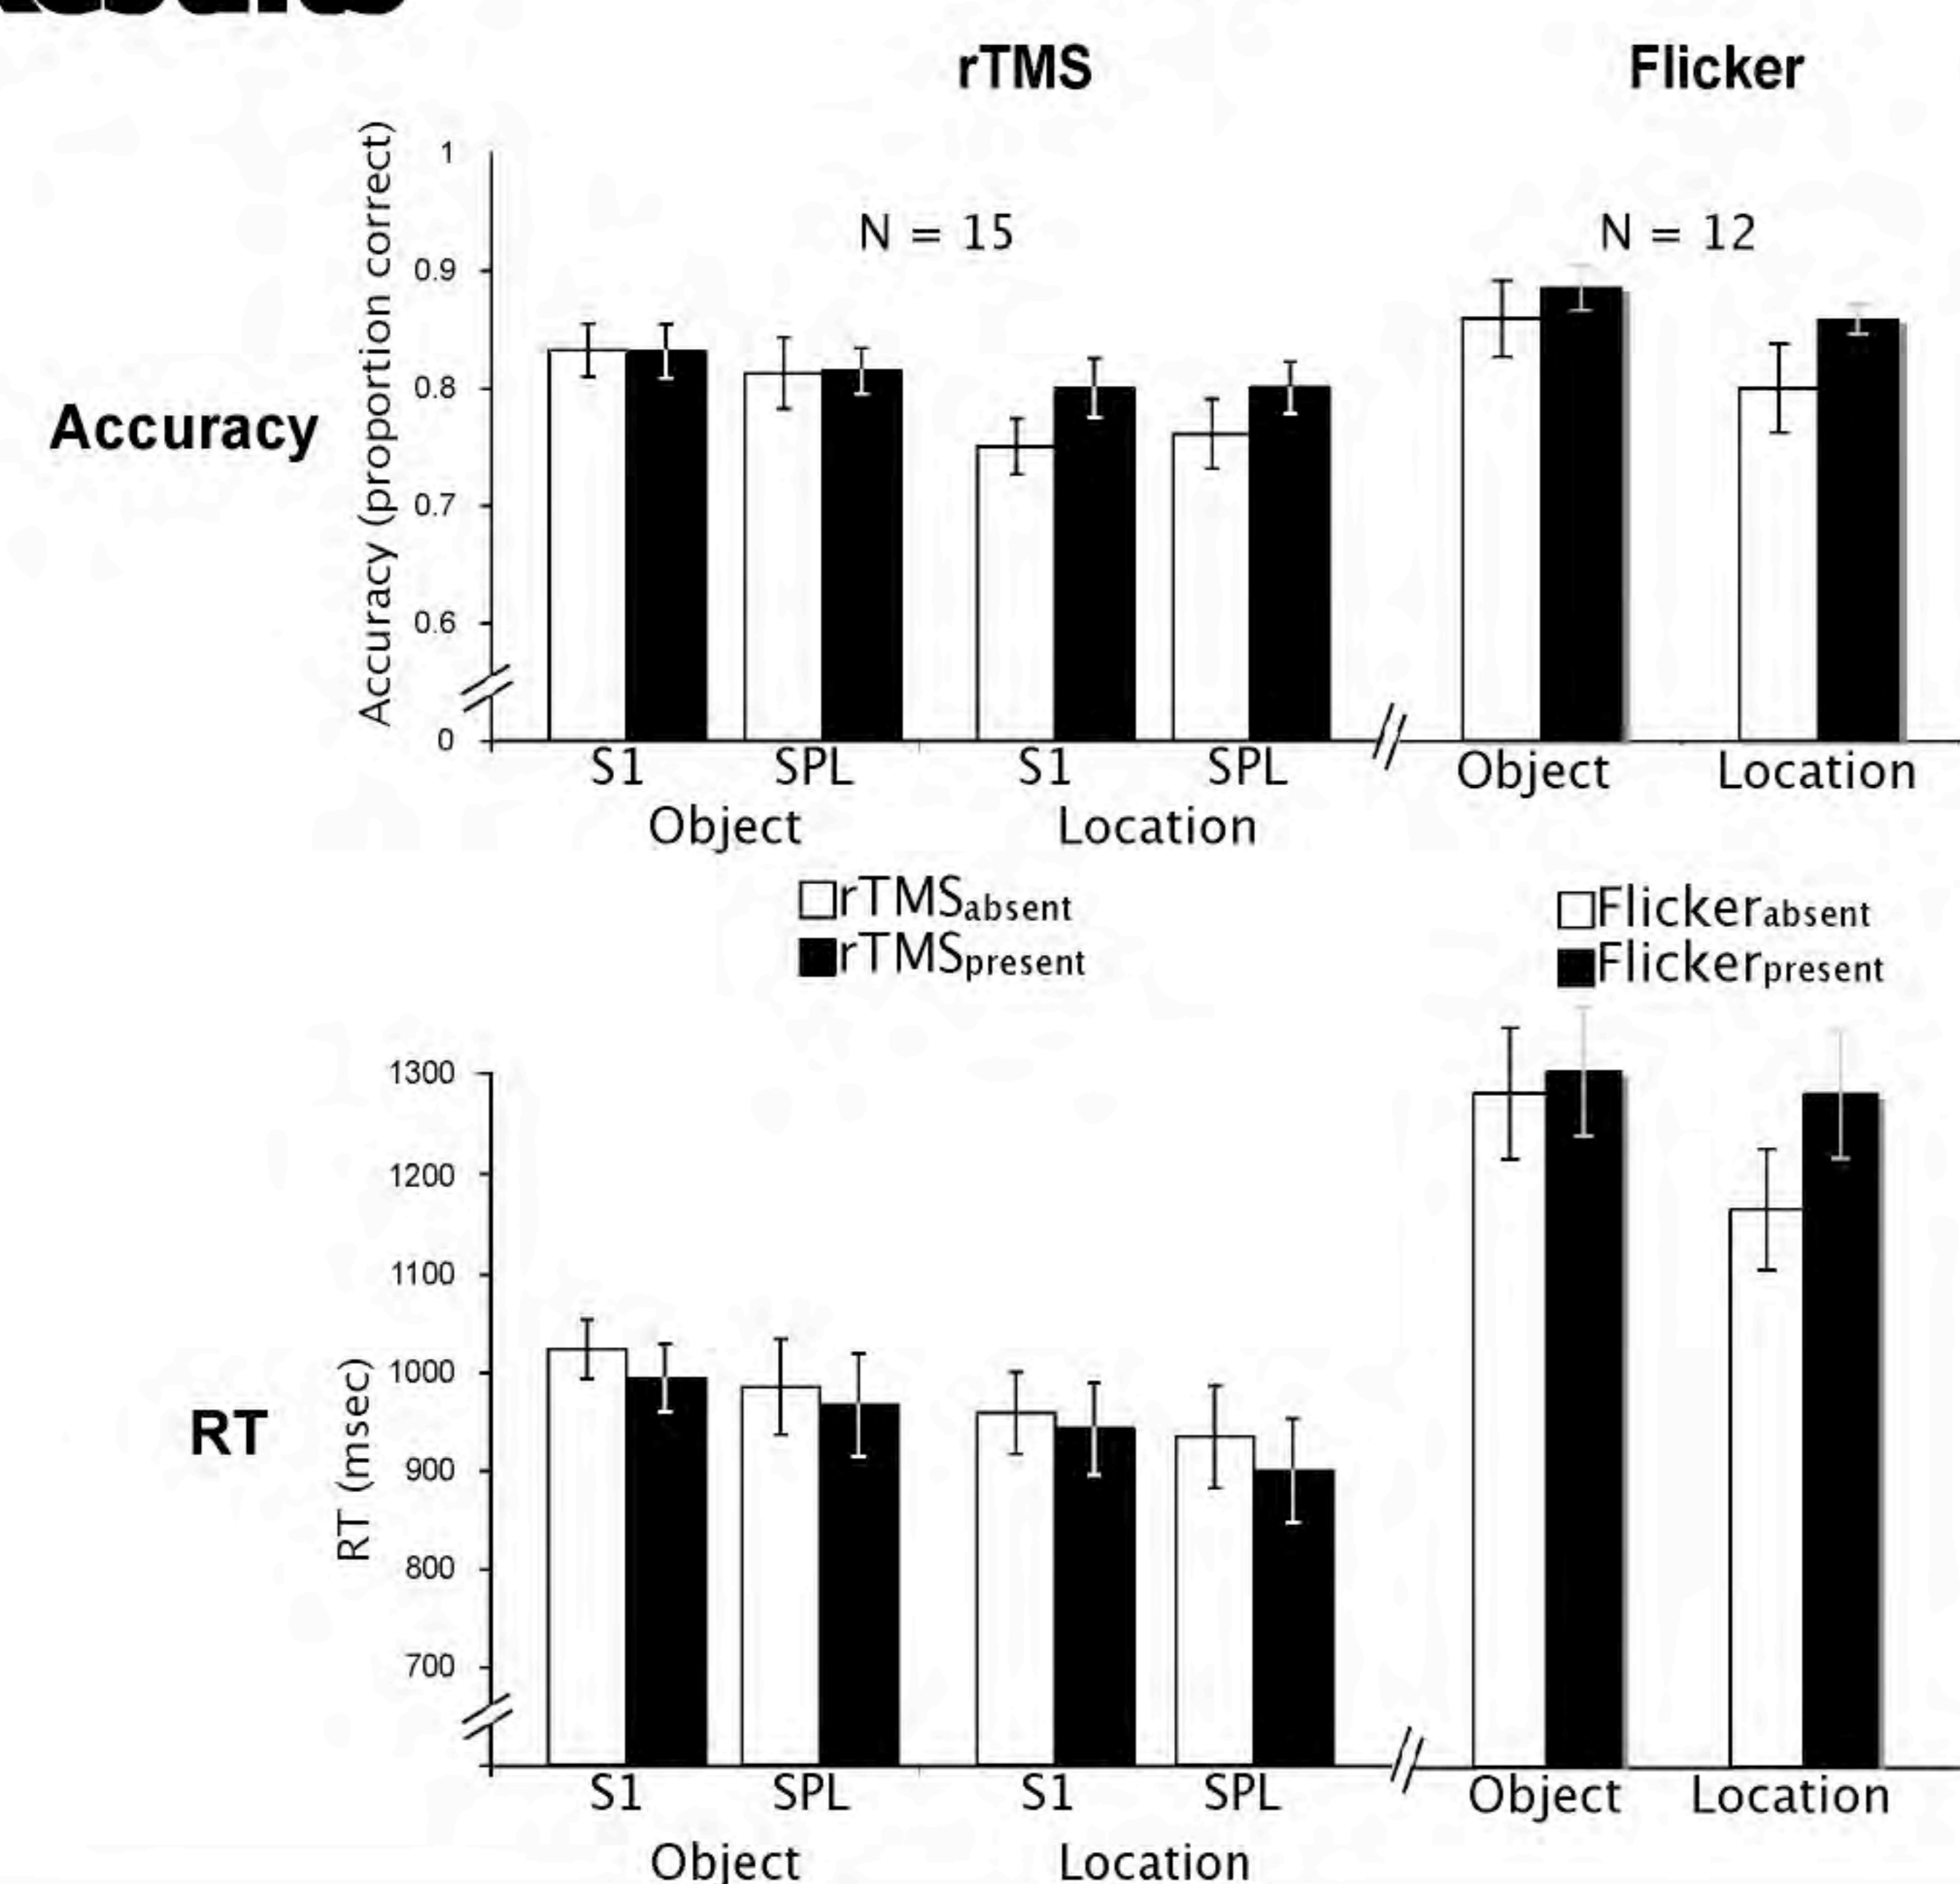 rTMS
Flicker
Accuracy
Accuracy (proportion correct)
1
0.9
0.8
0.7
0.6
0
N = 15
N = 12
S1 SPL S1 SPL
Object Location
Object Location
rTMSabsent
rTMSpresent
Flickerabsent
Flickerpresent
RT
RT (msec)
1300
1200
1100
1000
900
800
700
S1 SPL S1 SPL
Object Location
Object Location